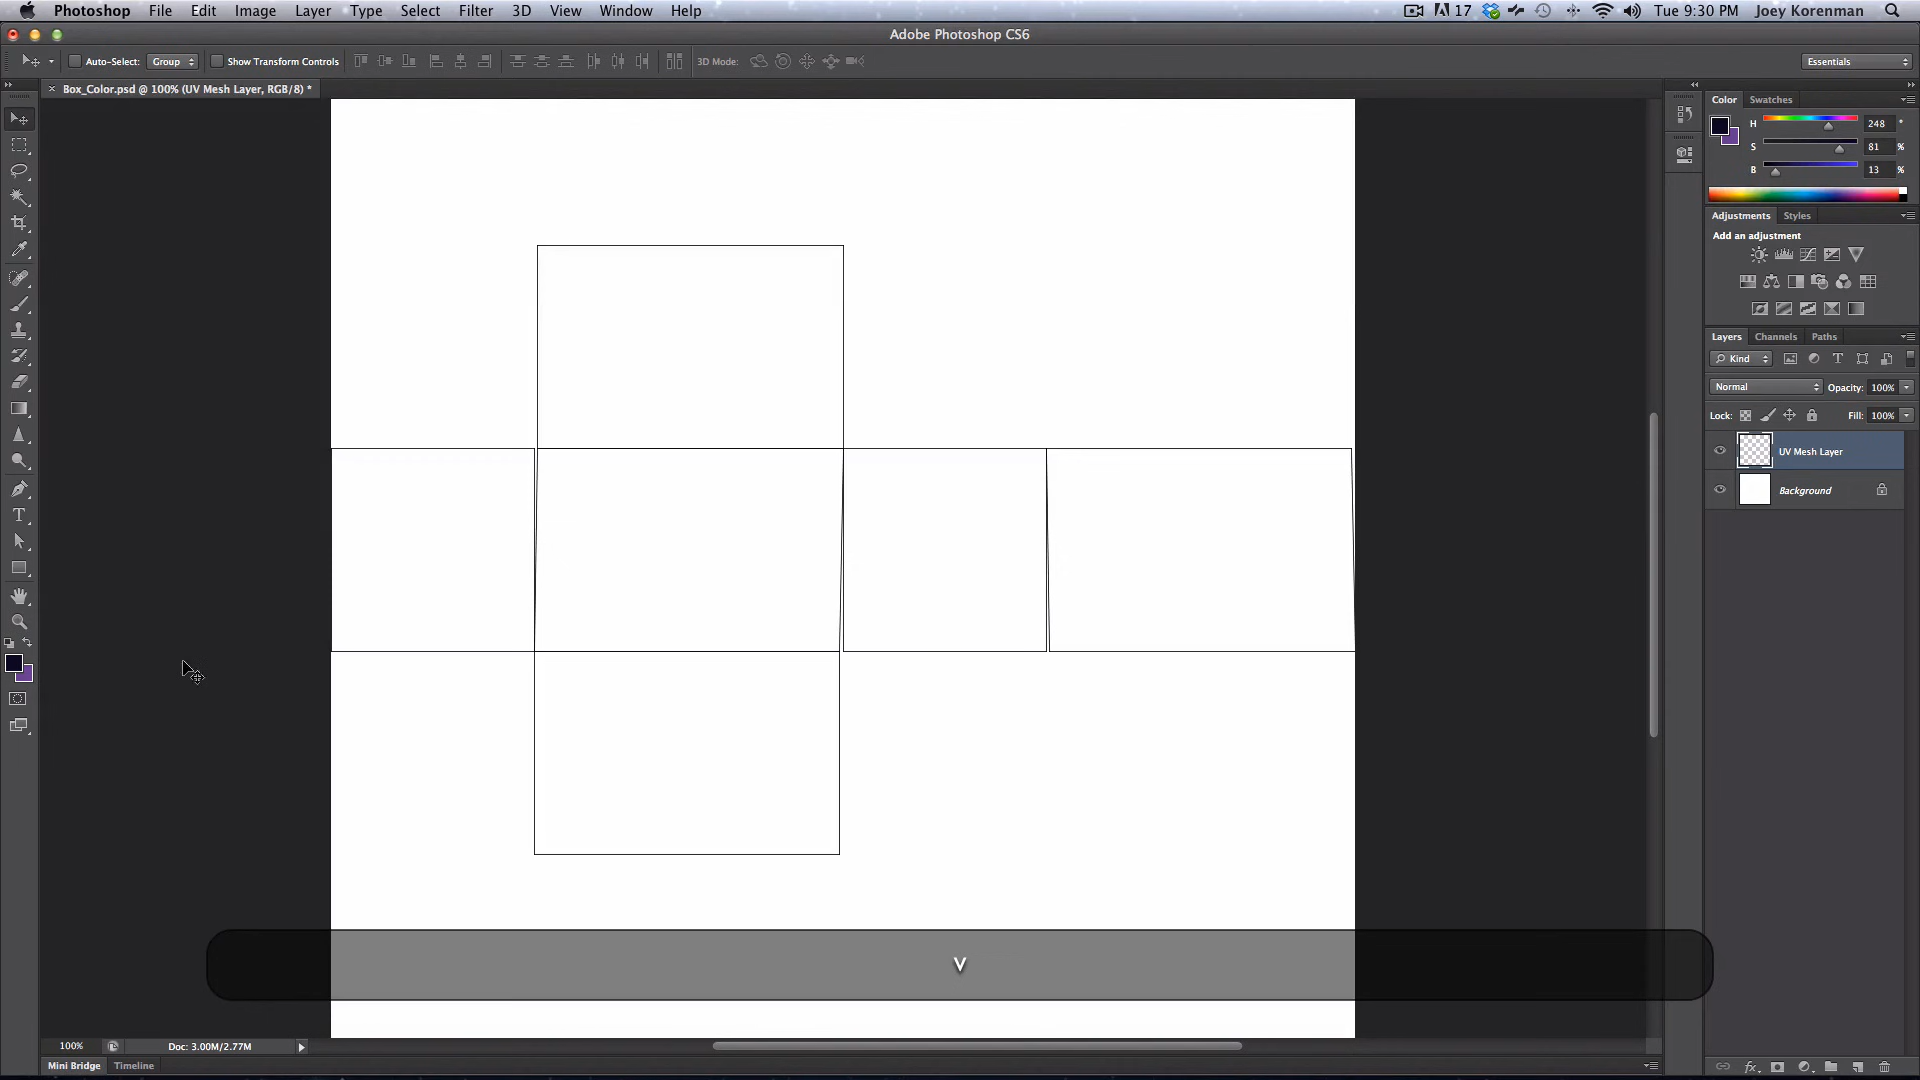 Photoshop File Edit Image Layer Type Select Filter 3D View Window Help 17 Tue 9:30 PM Joey Korenman
Adobe Photoshop CS6
Auto-Select: Group Show Transform Controls 3D Mode: Essentials
× Box_Color.psd @ 100% (UV Mesh Layer, RGB/8) *
Color Swatches
H 248 °
S 81 %
B 13 %
Adjustments Styles
Add an adjustment
Layers Channels Paths
Kind T
Normal Opacity: 100%
Lock: Fill: 100%
UV Mesh Layer
Background
T
V
100% Doc: 3.00M/2.77M
fx
Mini Bridge Timeline